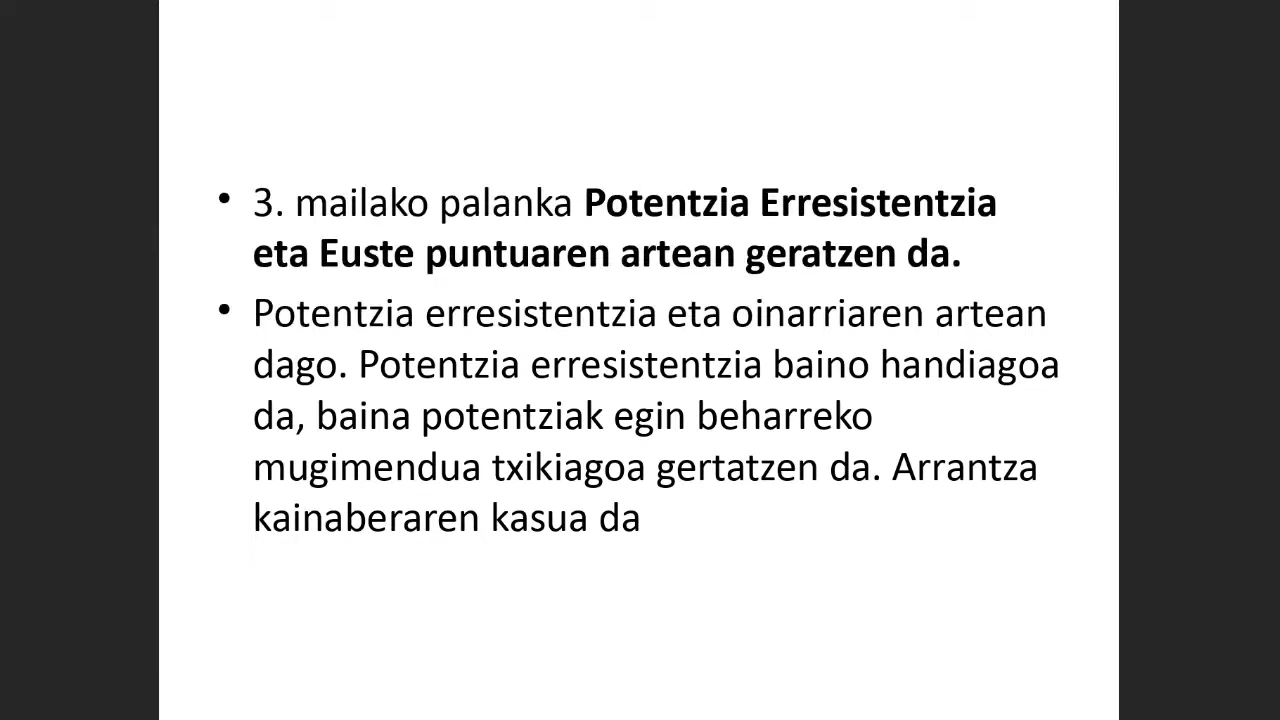 • 3. mailako palanka Potentzia Erresistentzia
eta Euste puntuaren artean geratzen da.
• Potentzia erresistentzia eta oinarriaren artean
dago. Potentzia erresistentzia baino handiagoa
da, baina potentziak egin beharreko
mugimendua txikiagoa gertatzen da. Arrantza
kainaberaren kasua da